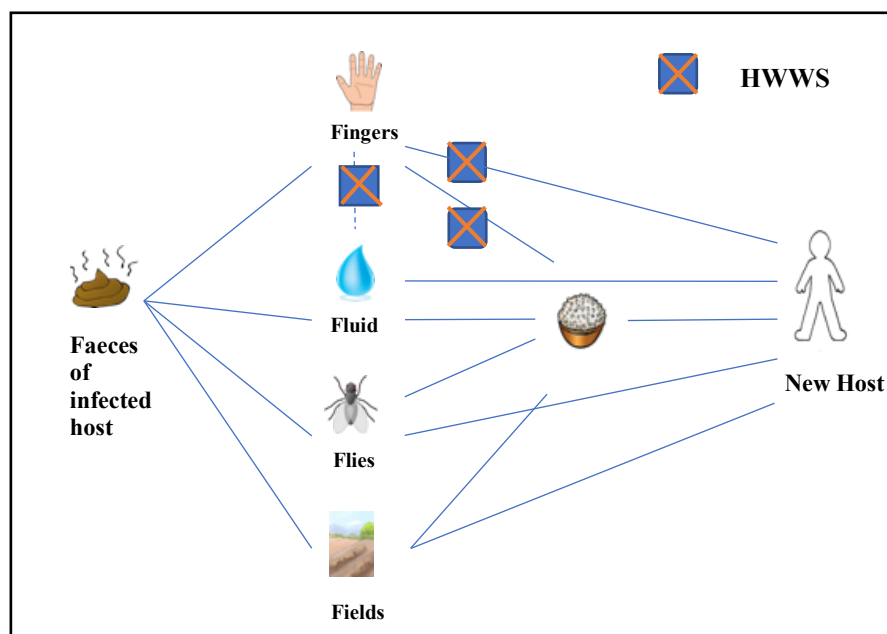 HWWS
Fingers
Faeces
of
infected
host
Fluid
New Host
Flies
Fields